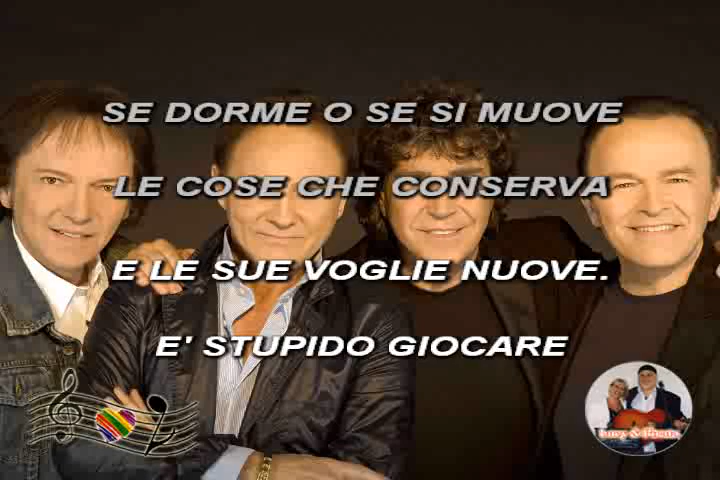 SE DORME O SE SI MUOVE
LE COSE CHE CONSERVA
E LE SUE VOGLIE NUOVE.
E' STUPIDO GIOCARE